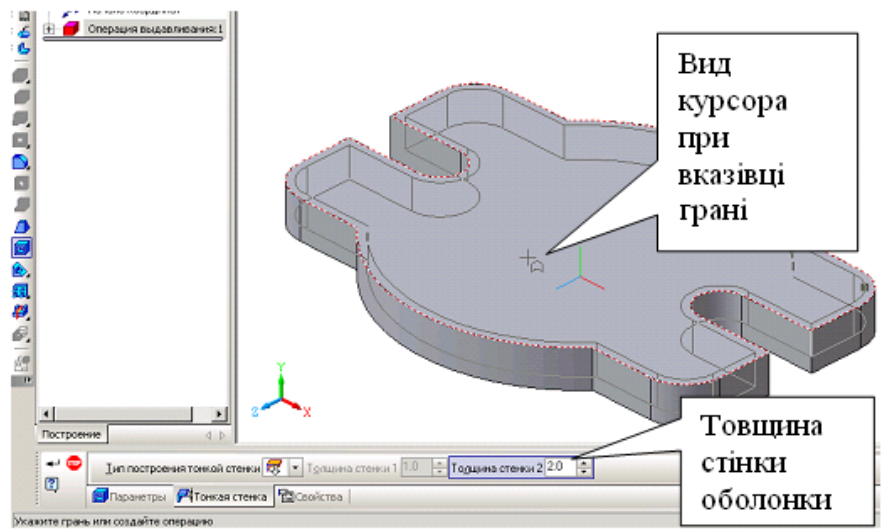 Операция выдавливания:1
Вид
курсора
при
вказівці
грані
Y
Z
X
Построение
Тип построения тонкой стенки
Толщина стенки 1 1.0
Толщина стенки 2 2.0
Параметры
Тонкая стенка
Свойства
Укажите грань или создайте операцию
Товщина
стінки
оболонки